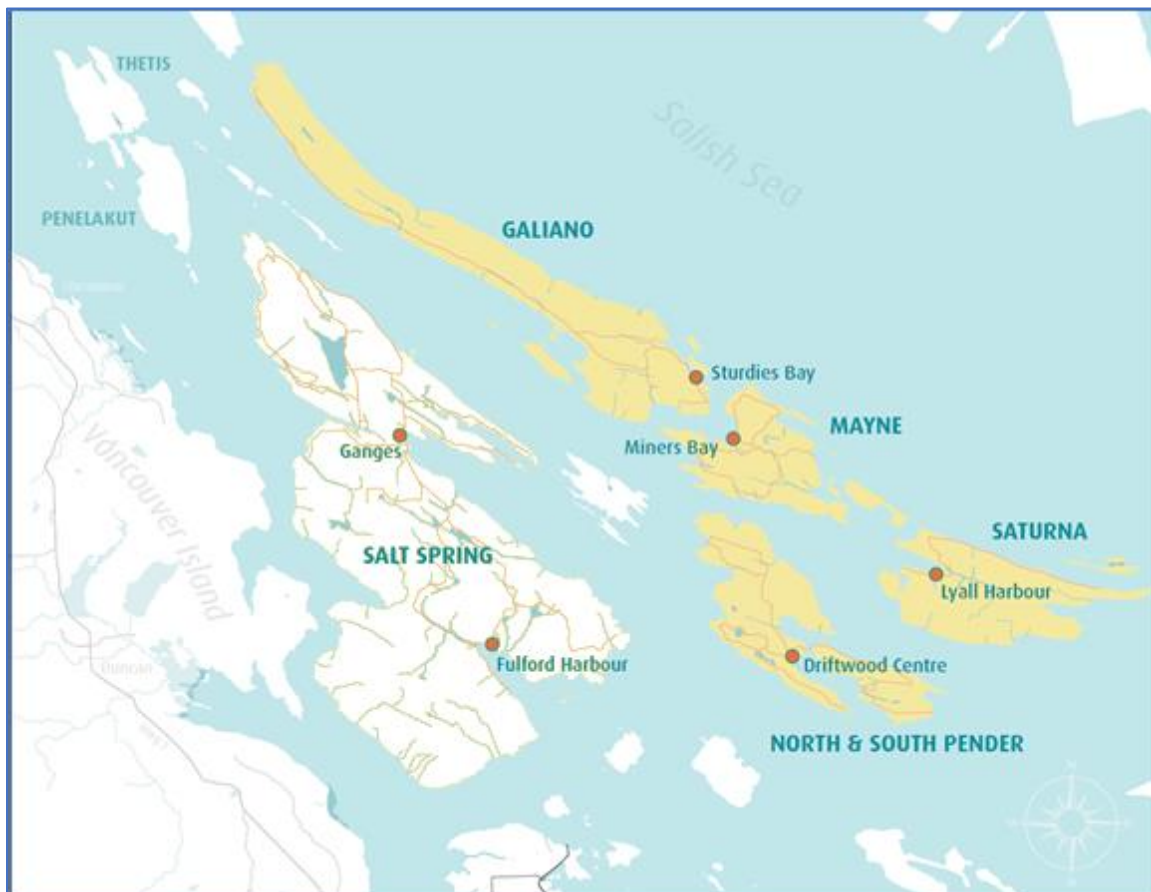 THETIS
Salish Sea
PENELAKUT
GALIANO
Sturdies Bay
MAYNE
Miners Bay
Ganges
Vancouver Island
SATURNA
SALT SPRING
Lyall Harbour
Fulford Harbour
Driftwood Centre
Duncan
NORTH & SOUTH PENDER
N